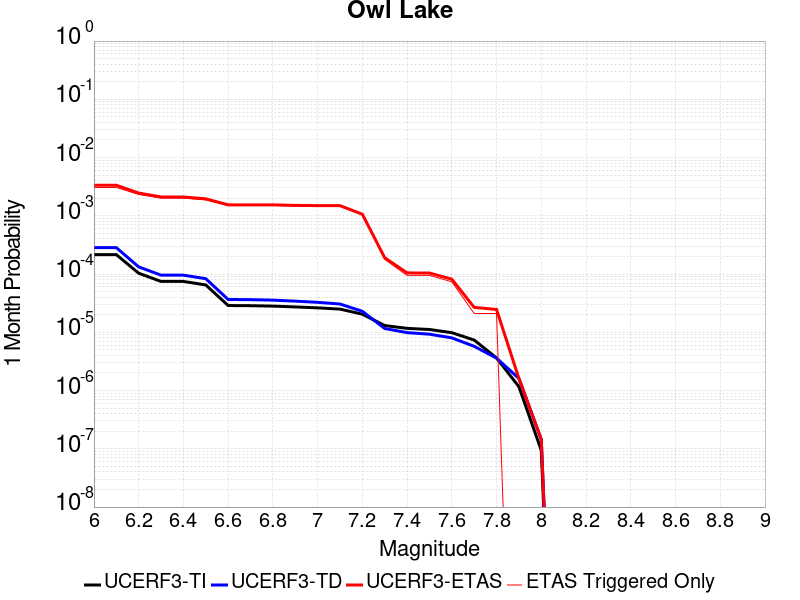 Owl Lake
1 Month Probability
10^0
10^-1
10^-2
10^-3
10^-4
10^-5
10^-6
10^-7
10^-8
6 6.2 6.4 6.6 6.8 7 7.2 7.4 7.6 7.8 8 8.2 8.4 8.6 8.8 9
Magnitude
UCERF3-TI UCERF3-TD UCERF3-ETAS ETAS Triggered Only